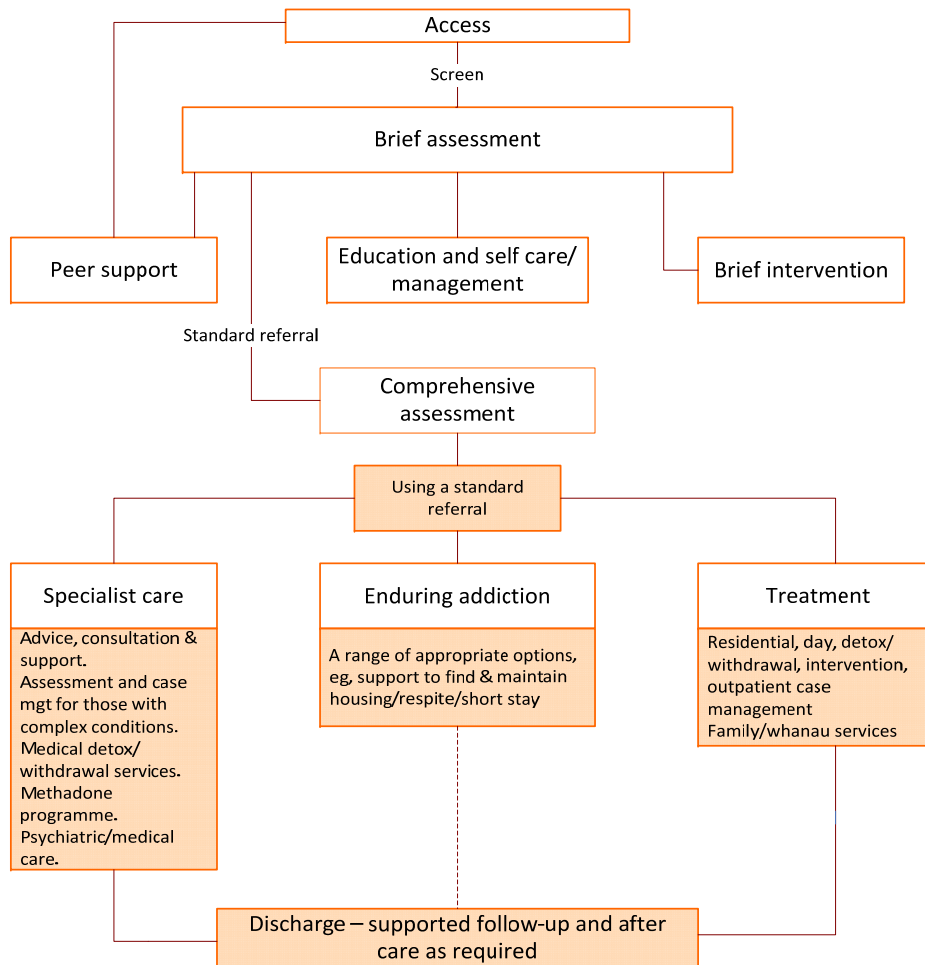 Access
Screen
Brief assessment
Peer support
Education and self care/
management
Brief intervention
Standard referral
Comprehensive
assessment
Using a standard
referral
Specialist care
Advice, consultation &
support.
Assessment and case
mgt for those with
complex conditions.
Medical detox/
withdrawal services.
Methadone
programme.
Psychiatric/medical
care.
Enduring addiction
A range of appropriate options,
eg, support to find & maintain
housing/respite/short stay
Treatment
Residential, day, detox/
withdrawal, intervention,
outpatient case
management
Family/whanau services
Discharge – supported follow-up and after
care as required